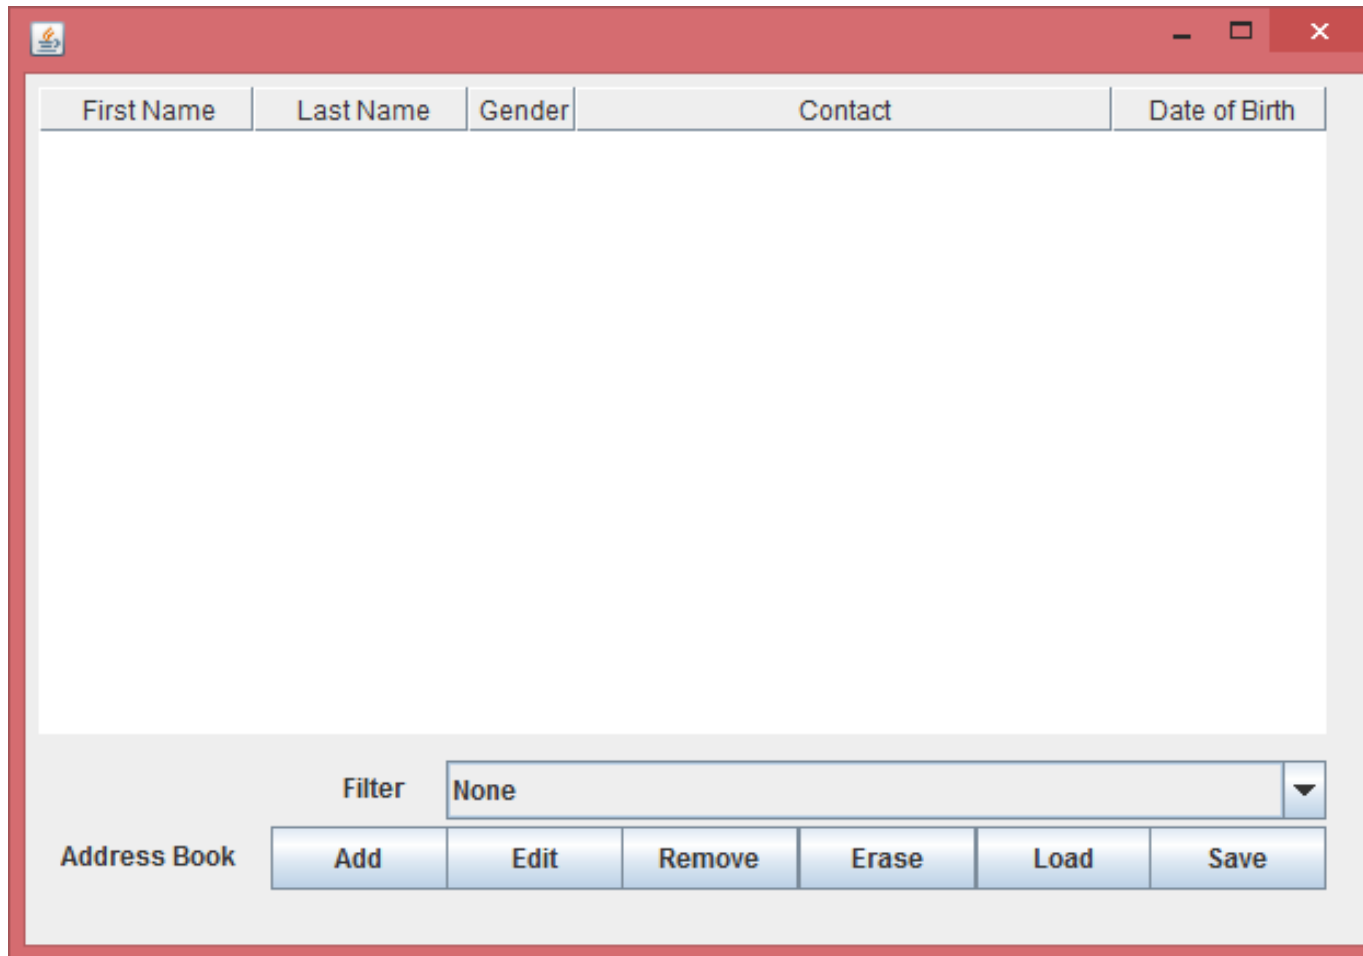 First Name Last Name Gender Contact Date of Birth
Filter None
Address Book Add Edit Remove Erase Load Save